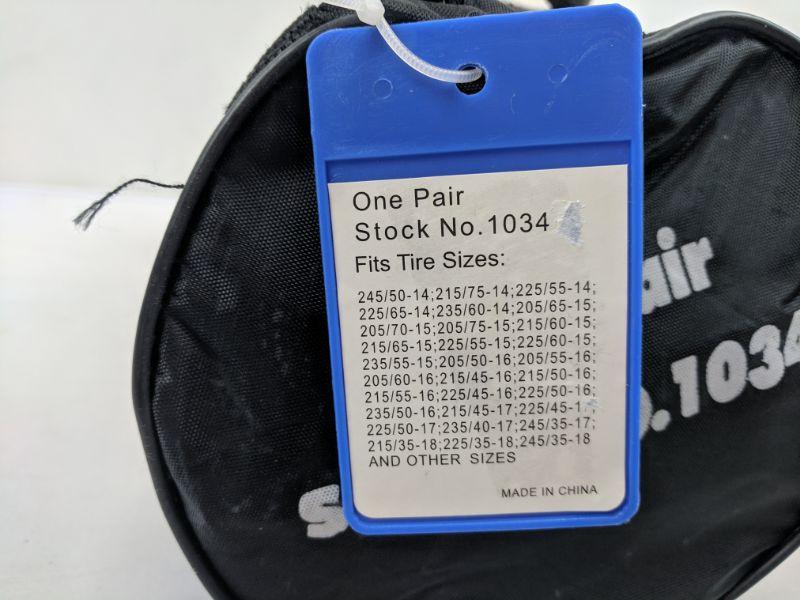 One Pair
Stock No.1034
Fits Tire Sizes:
245/50-14;215/75-14;225/55-14;
225/65-14;235/60-14;205/65-15;
205/70-15;205/75-15;215/60-15;
215/65-15;225/55-15;225/60-15;
235/55-15;205/50-16;205/55-16;
205/60-16;215/45-16;215/50-16;
215/55-16;225/45-16;225/50-16;
235/50-16;215/45-17;225/45-17;
225/50-17;235/40-17;245/35-17;
215/35-18;225/35-18;245/35-18
AND OTHER SIZES
MADE IN CHINA
air
S
o.1034